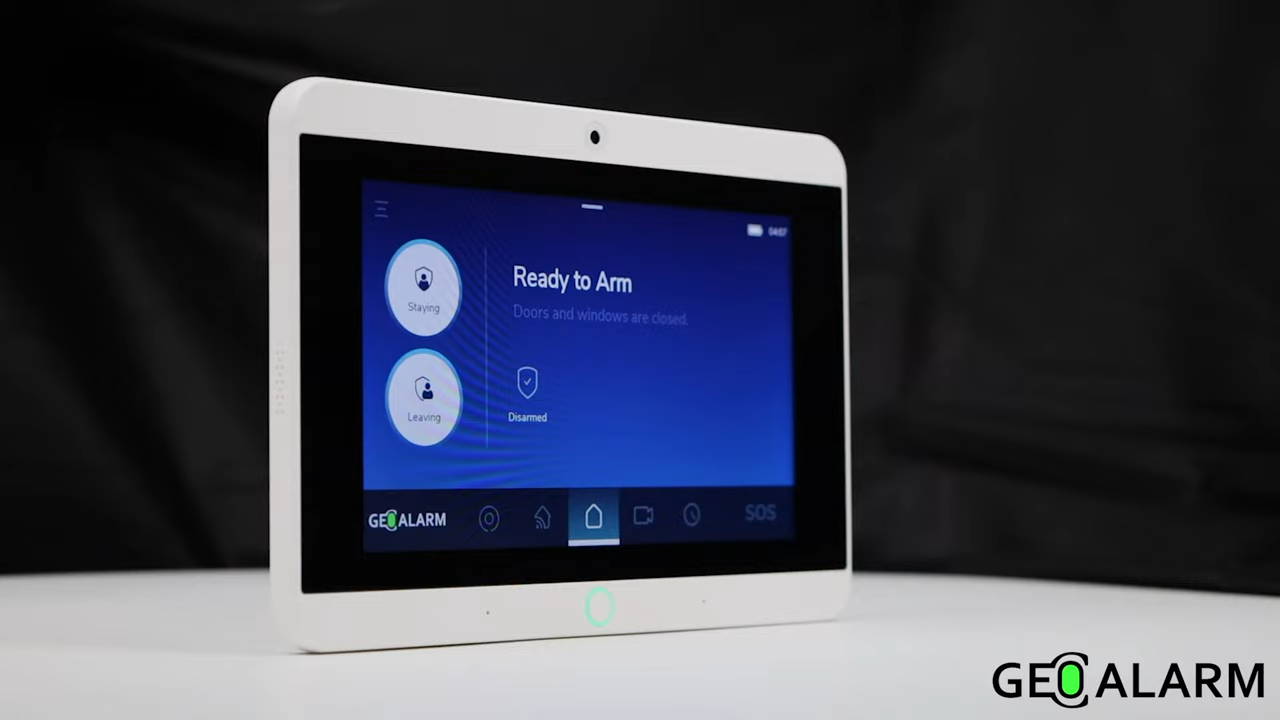 04:07
Staying
Ready to Arm
Doors and windows are closed.
Leaving
Disarmed
GEOALARM
SOS
GEOALARM